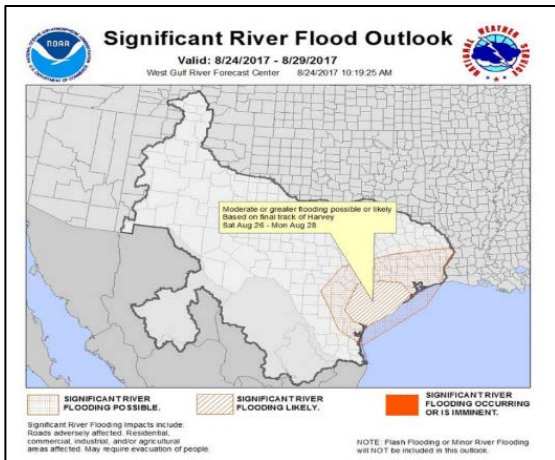 NOAA
Significant River Flood Outlook
Valid: 8/24/2017 - 8/29/2017
West Gulf River Forecast Center 8/24/2017 10:19:25 AM
NATIONAL WEATHER SERVICE
Moderate or greater flooding possible or likely
Based on final track of Harvey
Sat Aug 26 - Mon Aug 28
SIGNIFICANT RIVER
FLOODING POSSIBLE.
SIGNIFICANT RIVER
FLOODING LIKELY.
SIGNIFICANT RIVER
FLOODING OCCURRING
OR IS IMMINENT.
Significant River Flooding Impacts include:
Roads adversely affected. Residential,
commercial, industrial, and/or agricultural
areas affected. May require evacuation of people.
NOTE: Flash Flooding or Minor River Flooding
will NOT be included in this outlook.